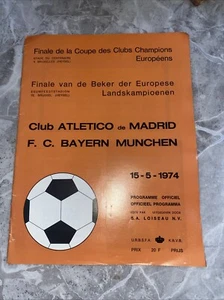 Finale de la Coupe des Clubs Champions
Européens
Finale van de Beker der Europese
Landskampioenen
Club ATLETICO de MADRID
F. C. BAYERN MUNCHEN
15 - 5 - 1974
PROGRAMME OFFICIEL
OFFICIEEL PROGRAMMA
S.A. LOISEAU N.V.
URBSFA K.B.V.B.
PRIX 20 F PRIJS